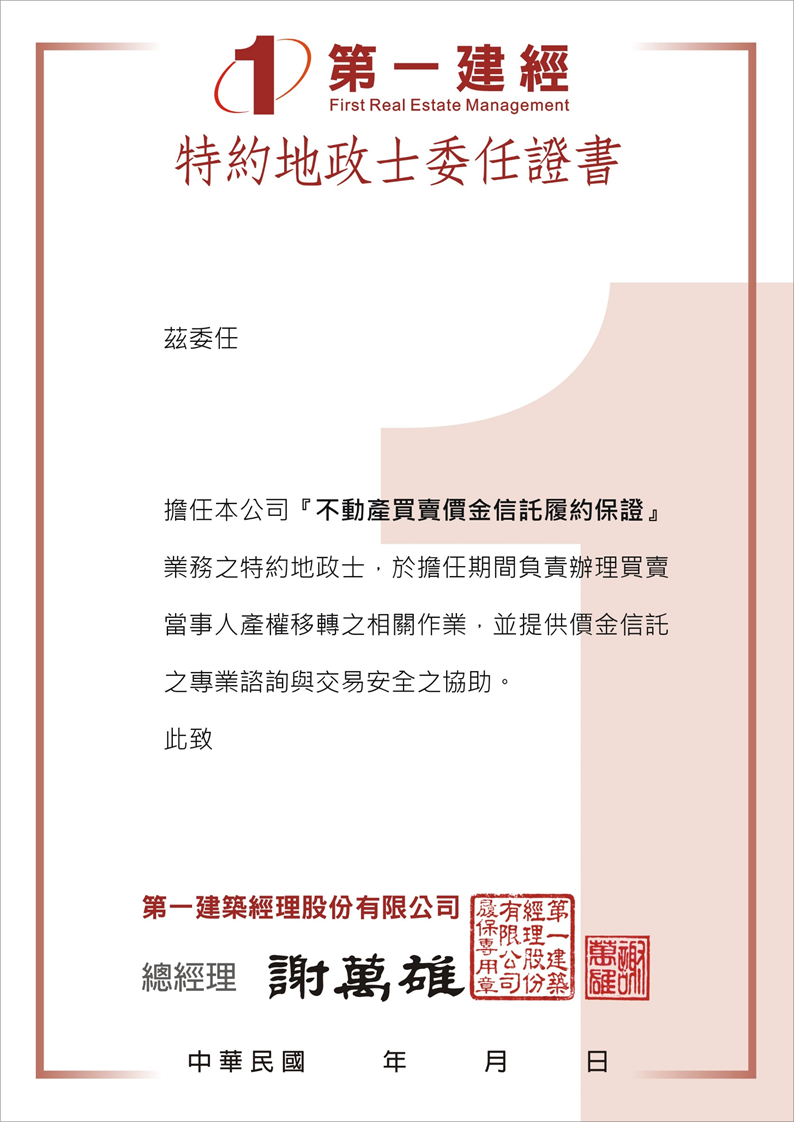 1 第一建經
First Real Estate Management
特約地政士委任證書
茲委任
擔任本公司『不動產買賣價金信託履約保證』
業務之特約地政士，於擔任期間負責辦理買賣
當事人產權移轉之相關作業，並提供價金信託
之專業諮詢與交易安全之協助。
此致
第一建築經理股份有限公司
第一建築
經理股份
有限公司
履保專用章
總經理 謝萬雄
謝萬雄
中華民國 年 月 日